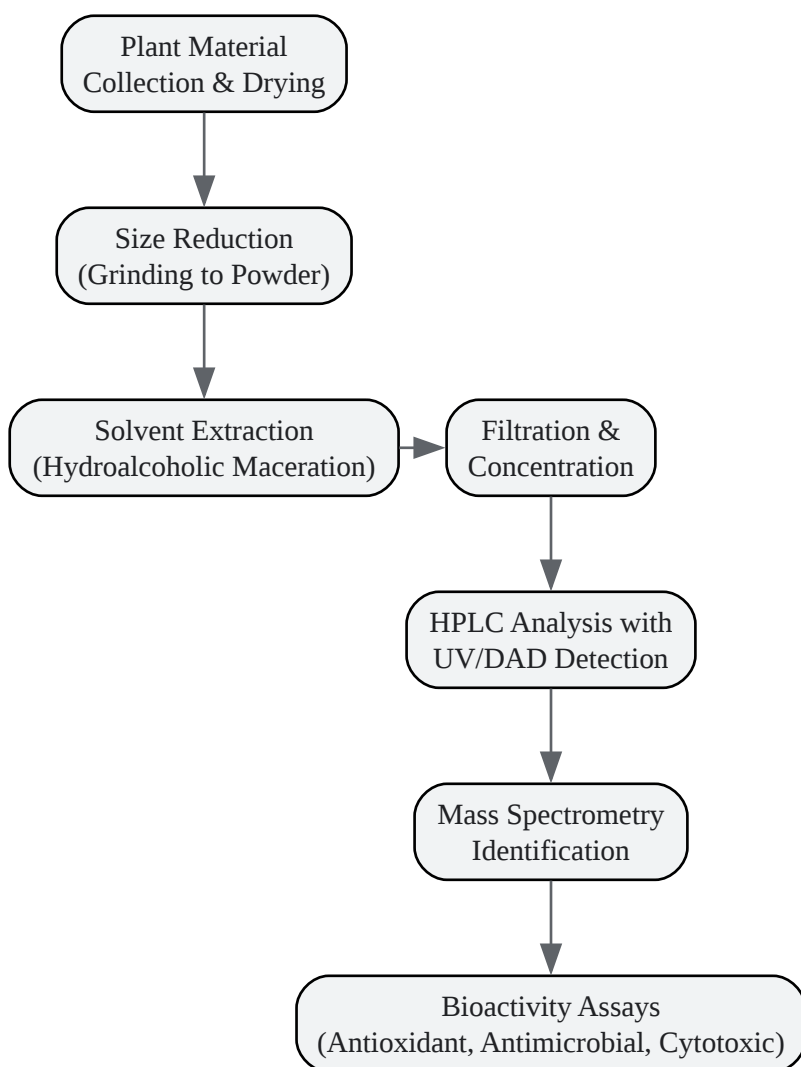 Plant Material
Collection & Drying
Size Reduction
(Grinding to Powder)
Solvent Extraction
(Hydroalcoholic Maceration)
Filtration &
Concentration
HPLC Analysis with
UV/DAD Detection
Mass Spectrometry
Identification
Bioactivity Assays
(Antioxidant, Antimicrobial, Cytotoxic)